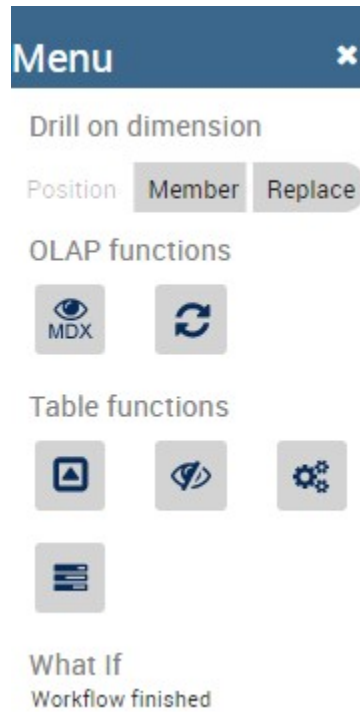 Menu
Drill on dimension
Position Member Replace
OLAP functions
MDX
Table functions
What If
Workflow finished